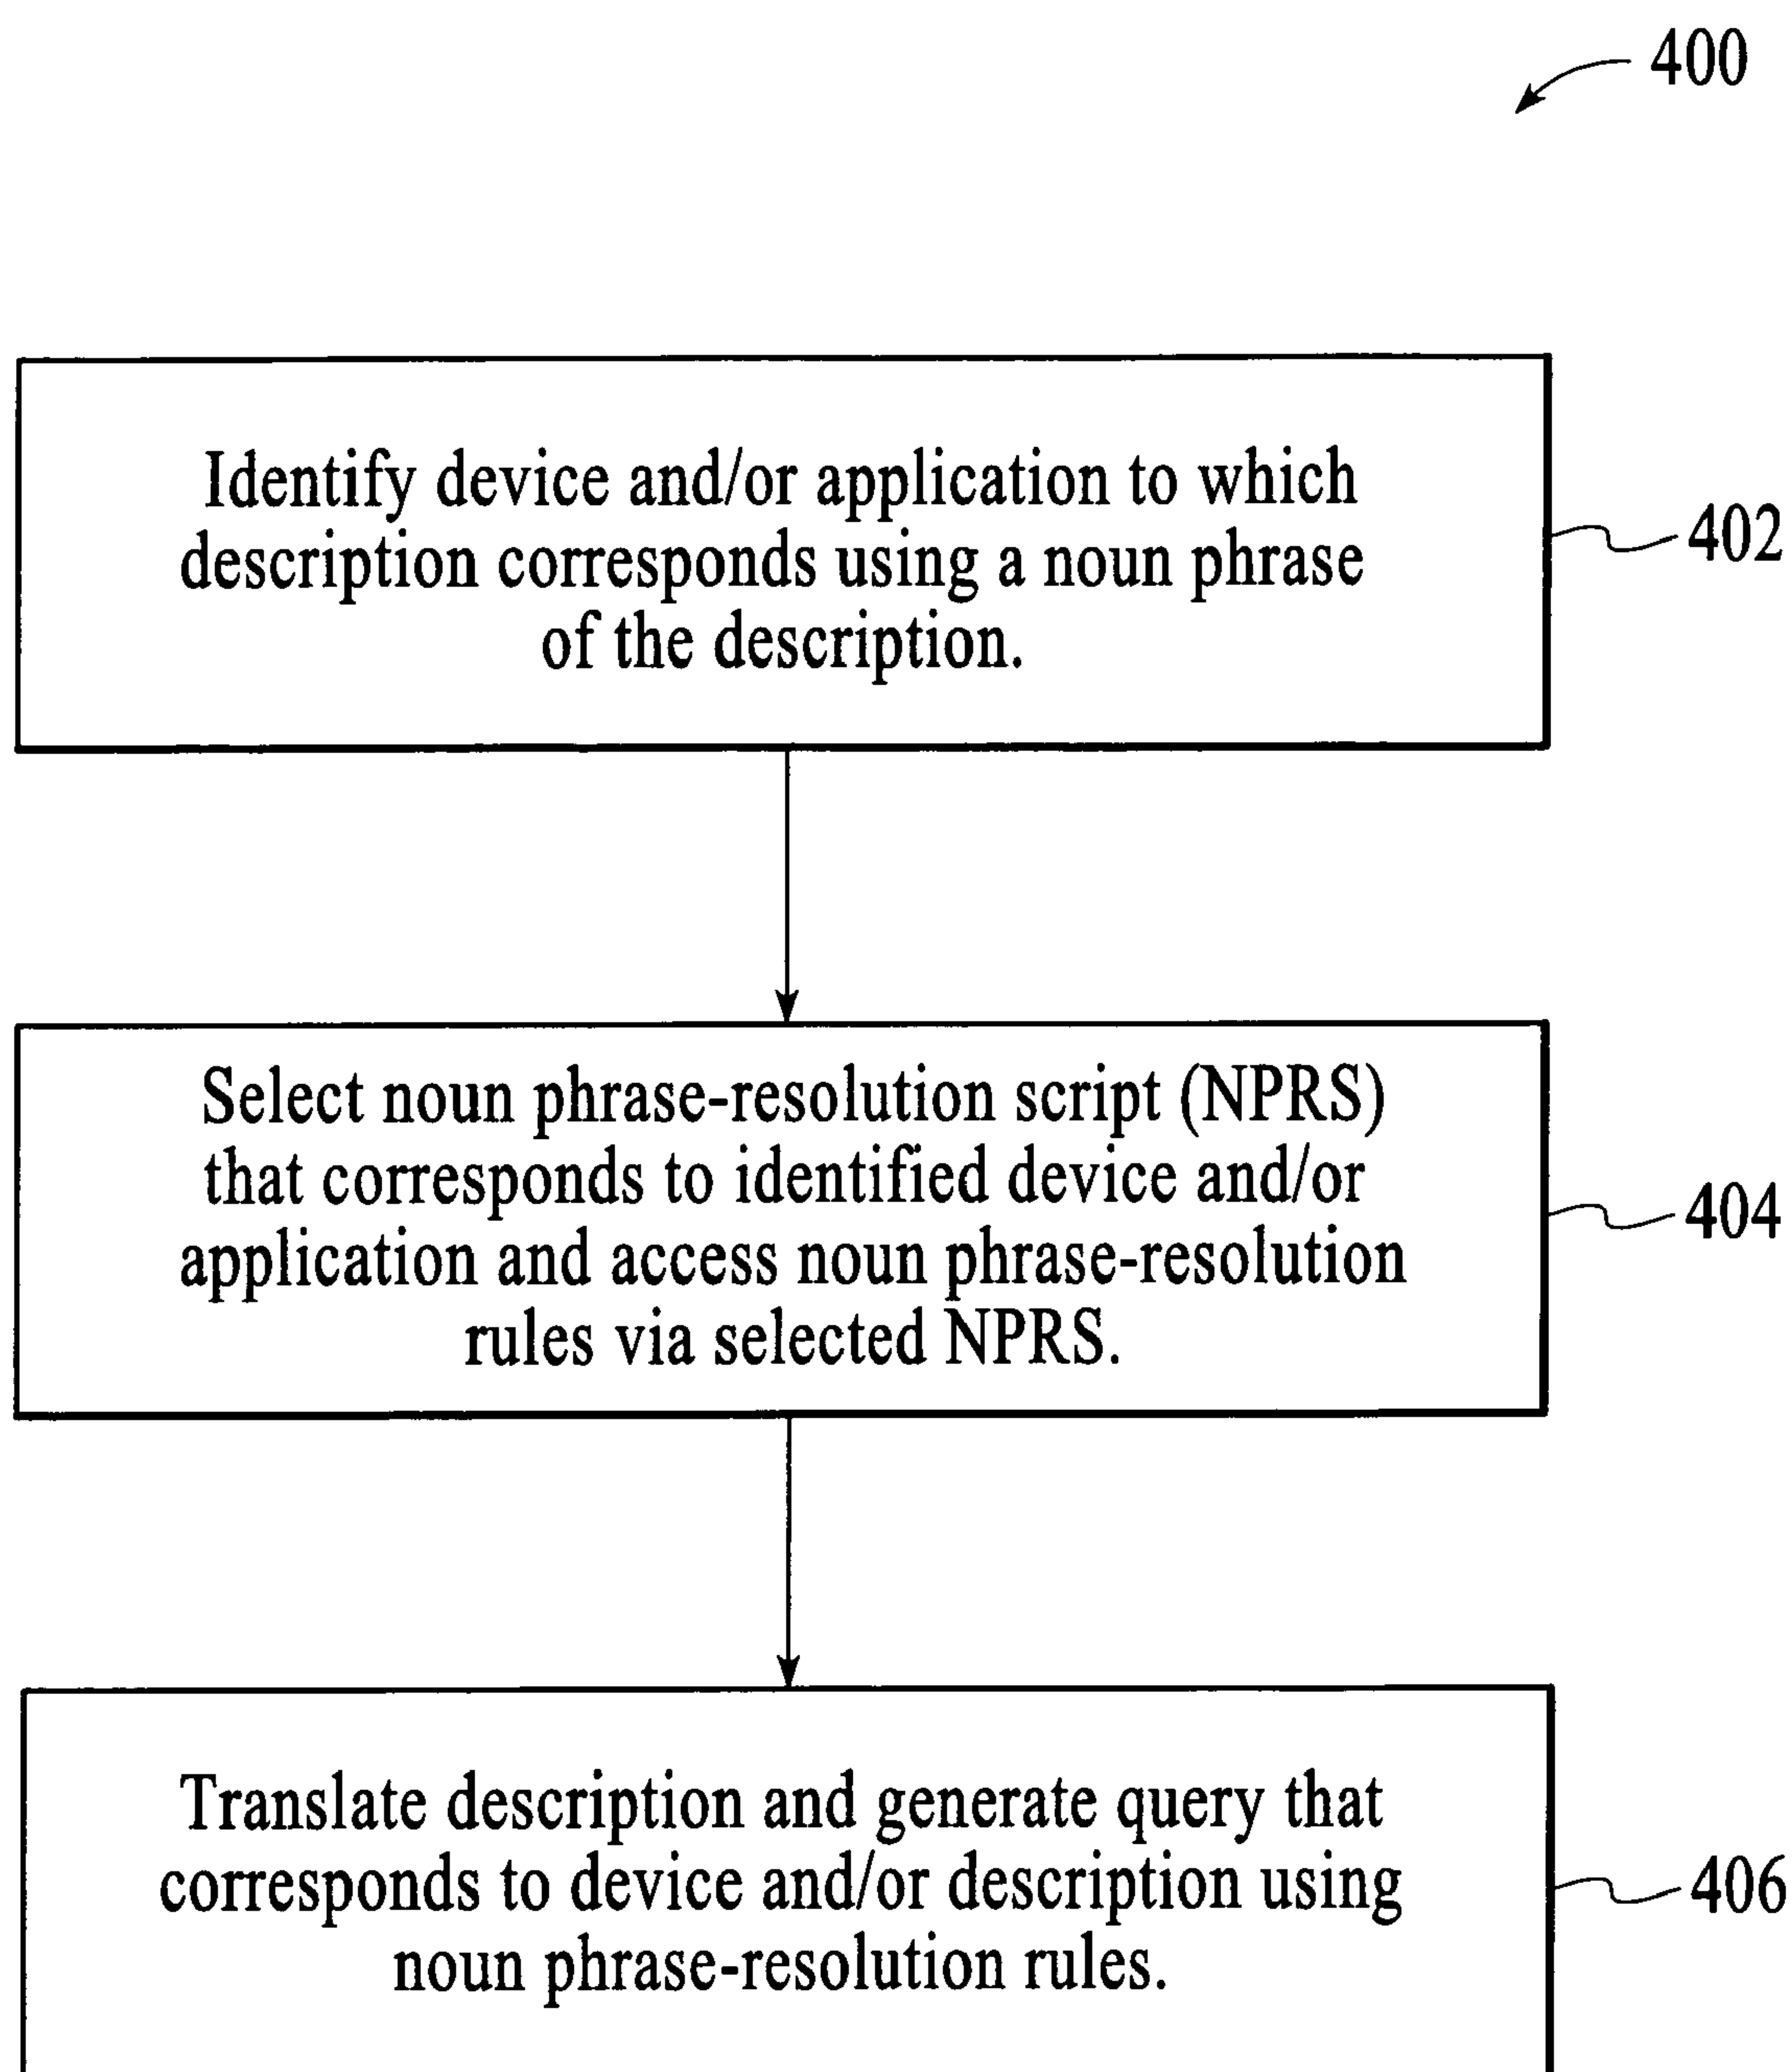 400
Identify device and/or application to which
description corresponds using a noun phrase
of the description.
402
Select noun phrase-resolution script (NPRS)
that corresponds to identified device and/or
application and access noun phrase-resolution
rules via selected NPRS.
404
Translate description and generate query that
corresponds to device and/or description using
noun phrase-resolution rules.
406